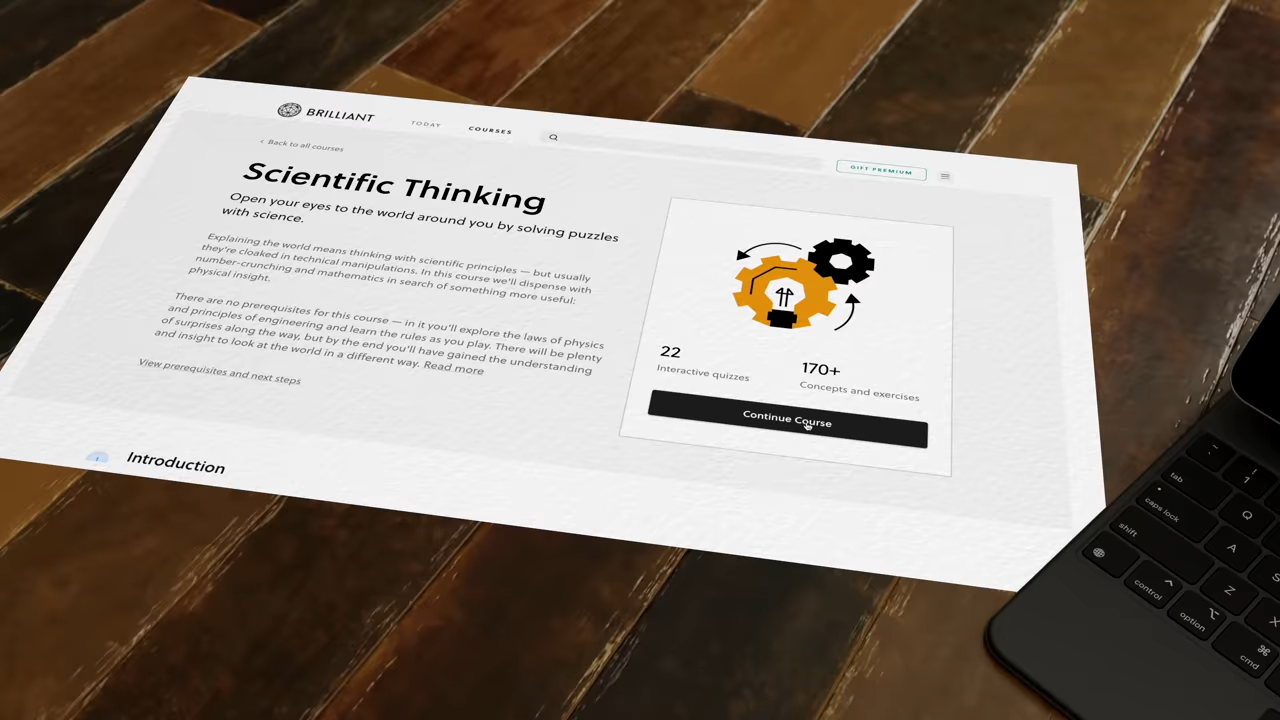 BRILLIANT
TODAY
COURSES
GIFT PREMIUM
‹ Back to all courses
Scientific Thinking
Open your eyes to the world around you by solving puzzles
with science.
Explaining the world means thinking with scientific principles — but usually
they're cloaked in technical manipulations. In this course we'll dispense with
number-crunching and mathematics in search of something more useful:
physical insight.
There are no prerequisites for this course — in it you'll explore the laws of physics
and principles of engineering and learn the rules as you play. There will be plenty
of surprises along the way, but by the end you'll have gained the understanding
and insight to look at the world in a different way. Read more
View prerequisites and next steps
22
Interactive quizzes
170+
Concepts and exercises
Continue Course
Introduction
~
!
1
tab
Q
caps lock
A
S
shift
Z
X
control
option
⌘
cmd